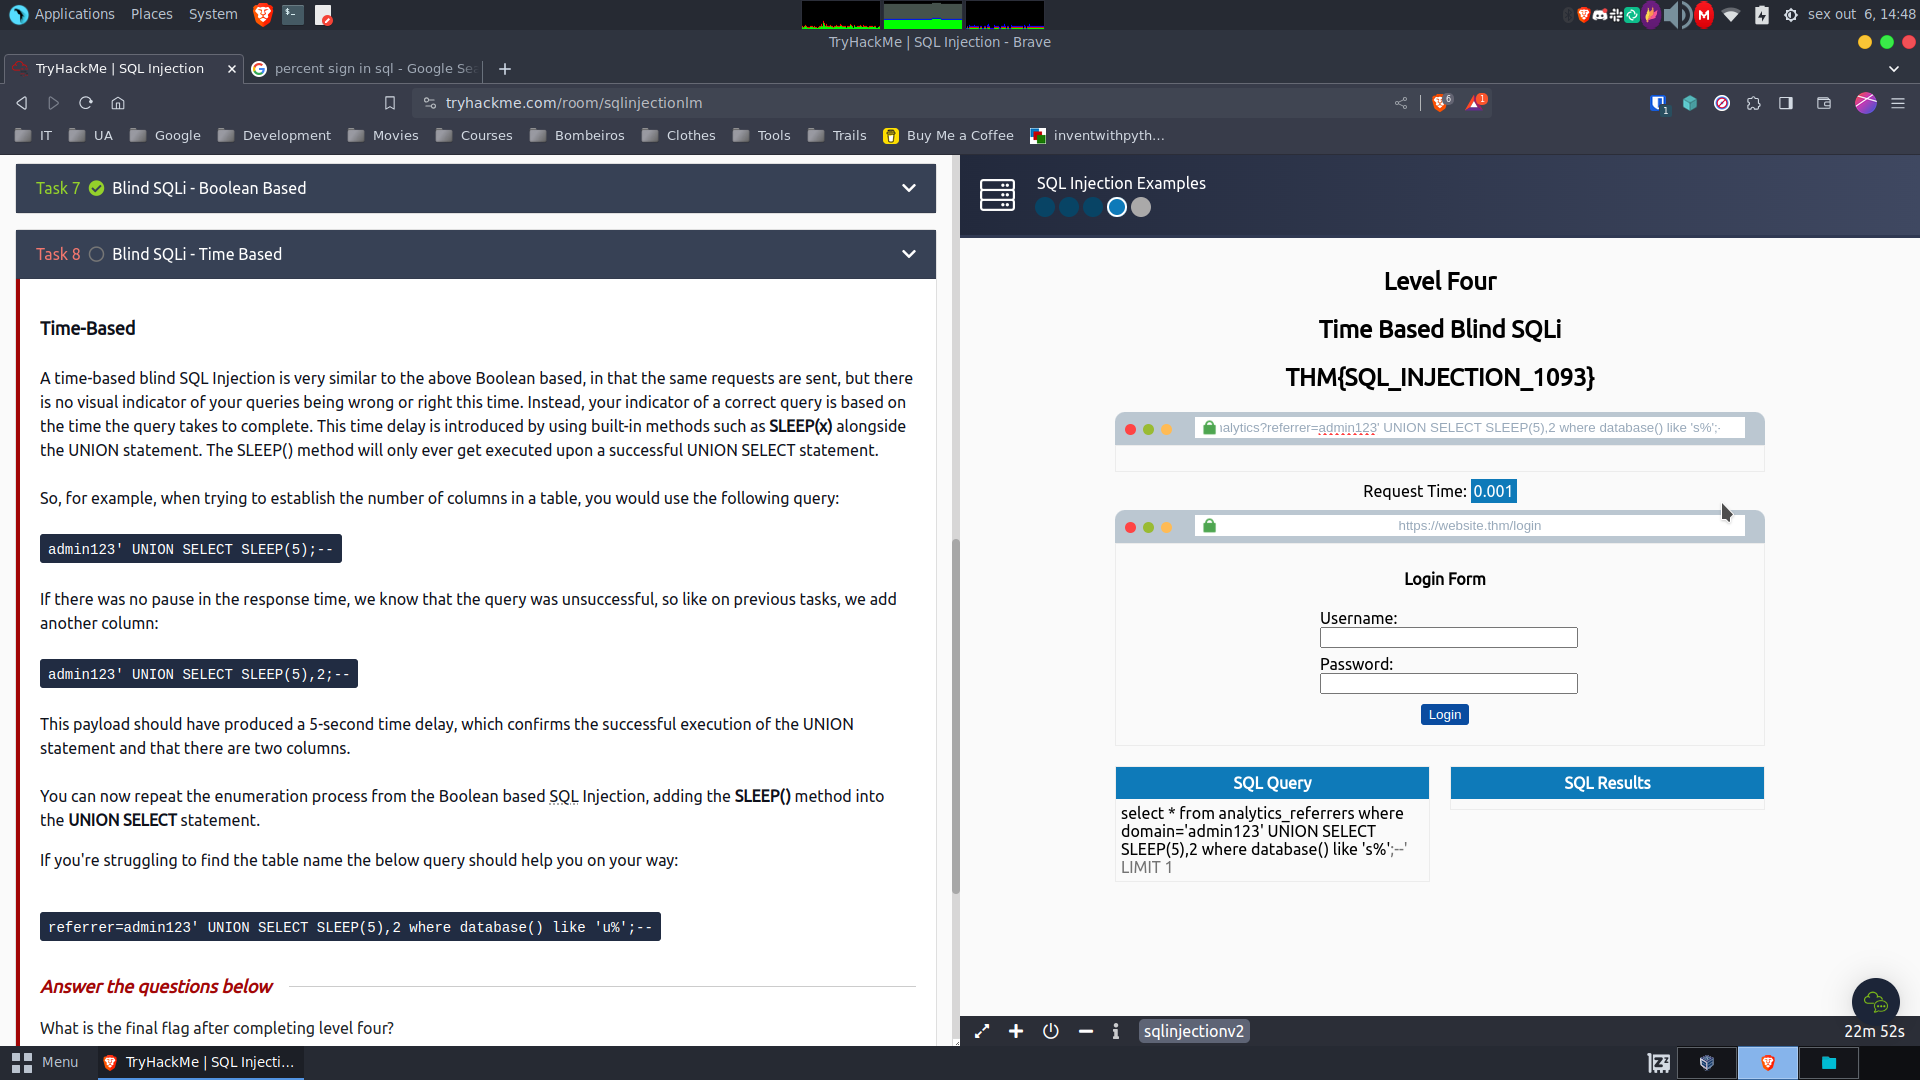 Applications Places System
sex out 6, 14:48
TryHackMe | SQL Injection - Brave
TryHackMe | SQL Injection
percent sign in sql - Google Se
tryhackme.com/room/sqlinjectionlm
6
1
1
IT UA Google Development Movies Courses Bombeiros Clothes Tools Trails Buy Me a Coffee inventwithpyth...
Task 7 Blind SQLi - Boolean Based
Task 8 Blind SQLi - Time Based
Time-Based
A time-based blind SQL Injection is very similar to the above Boolean based, in that the same requests are sent, but there
is no visual indicator of your queries being wrong or right this time. Instead, your indicator of a correct query is based on
the time the query takes to complete. This time delay is introduced by using built-in methods such as SLEEP(x) alongside
the UNION statement. The SLEEP() method will only ever get executed upon a successful UNION SELECT statement.
So, for example, when trying to establish the number of columns in a table, you would use the following query:
admin123' UNION SELECT SLEEP(5);--
If there was no pause in the response time, we know that the query was unsuccessful, so like on previous tasks, we add
another column:
admin123' UNION SELECT SLEEP(5),2;--
This payload should have produced a 5-second time delay, which confirms the successful execution of the UNION
statement and that there are two columns.
You can now repeat the enumeration process from the Boolean based SQL Injection, adding the SLEEP() method into
the UNION SELECT statement.
If you're struggling to find the table name the below query should help you on your way:
referrer=admin123' UNION SELECT SLEEP(5),2 where database() like 'u%';--
Answer the questions below
What is the final flag after completing level four?
SQL Injection Examples
Level Four
Time Based Blind SQLi
THM{SQL_INJECTION_1093}
alytics?referrer=admin123' UNION SELECT SLEEP(5),2 where database() like 's%';-
Request Time: 0.001
https://website.thm/login
Login Form
Username:
Password:
Login
SQL Query
select * from analytics_referrers where
domain='admin123' UNION SELECT
SLEEP(5),2 where database() like 's%';--'
LIMIT 1
SQL Results
sqlinjectionv2
22m 52s
Menu
TryHackMe | SQL Injecti...